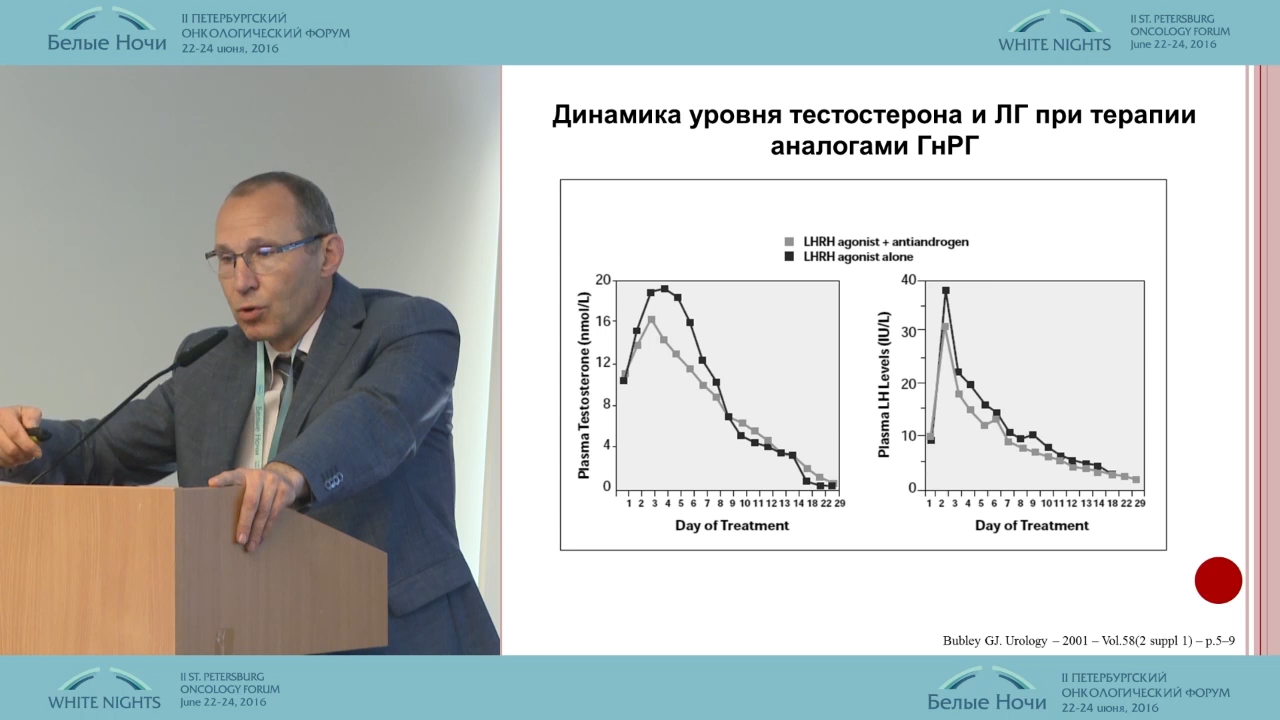 Белые Ночи
II ПЕТЕРБУРГСКИЙ
ОНКОЛОГИЧЕСКИЙ ФОРУМ
22-24 июня, 2016
WHITE NIGHTS
II ST. PETERSBURG
ONCOLOGY FORUM
June 22-24, 2016
Динамика уровня тестостерона и ЛГ при терапии
аналогами ГнРГ
LHRH agonist + antiandrogen
LHRH agonist alone
Plasma Testosterone (nmol/L)
20
16
12
8
4
0
1 2 3 4 5 6 7 8 9 10 11 12 13 14 18 22 29
Day of Treatment
Plasma LH Levels (IU/L)
40
30
20
10
0
1 2 3 4 5 6 7 8 9 10 11 12 13 14 18 22 29
Day of Treatment
Bubley GJ. Urology – 2001 – Vol.58(2 suppl 1) – p.5–9
Белые Ночи
WHITE NIGHTS
II ST. PETERSBURG
ONCOLOGY FORUM
June 22-24, 2016
Белые Ночи
II ПЕТЕРБУРГСКИЙ
ОНКОЛОГИЧЕСКИЙ ФОРУМ
22-24 июня, 2016